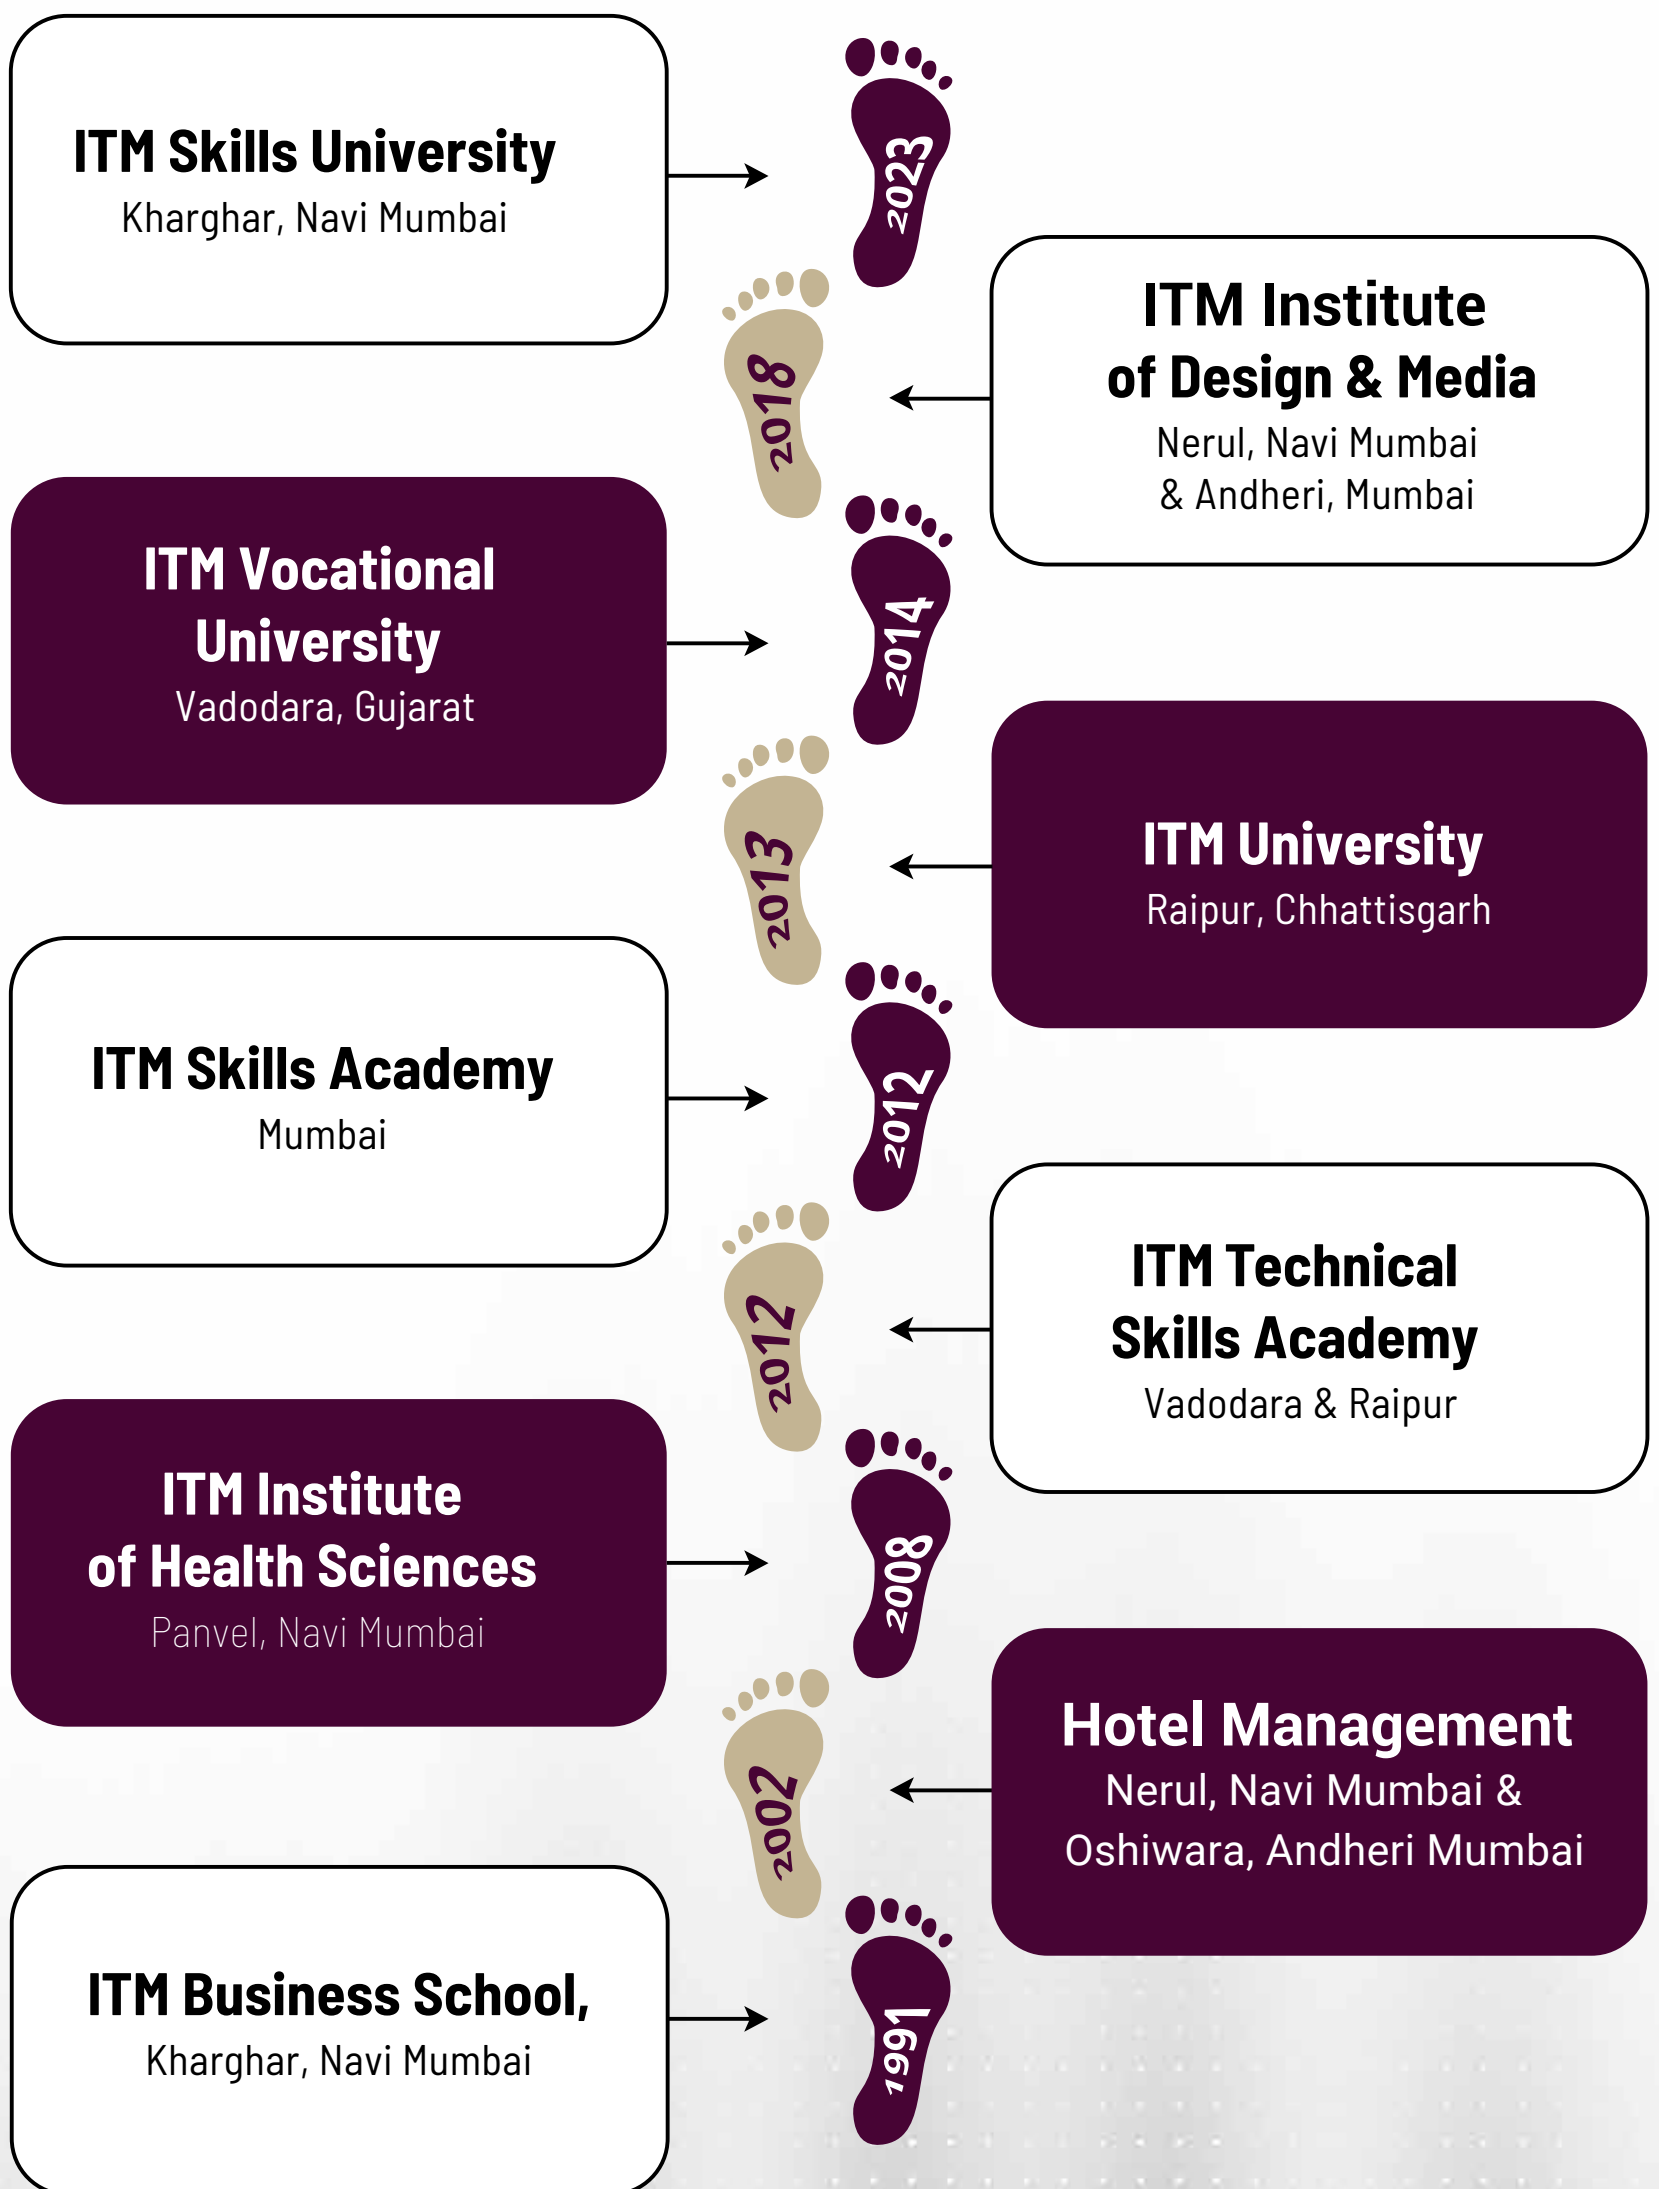 ITM Skills University
Kharghar, Navi Mumbai
2023
ITM Institute
of Design & Media
Nerul, Navi Mumbai
& Andheri, Mumbai
2018
ITM Vocational
University
Vadodara, Gujarat
2014
ITM University
Raipur, Chhattisgarh
2013
ITM Skills Academy
Mumbai
2012
ITM Technical
Skills Academy
Vadodara & Raipur
2012
ITM Institute
of Health Sciences
Panvel, Navi Mumbai
2008
Hotel Management
Nerul, Navi Mumbai &
Oshiwara, Andheri Mumbai
2002
ITM Business School,
Kharghar, Navi Mumbai
1991